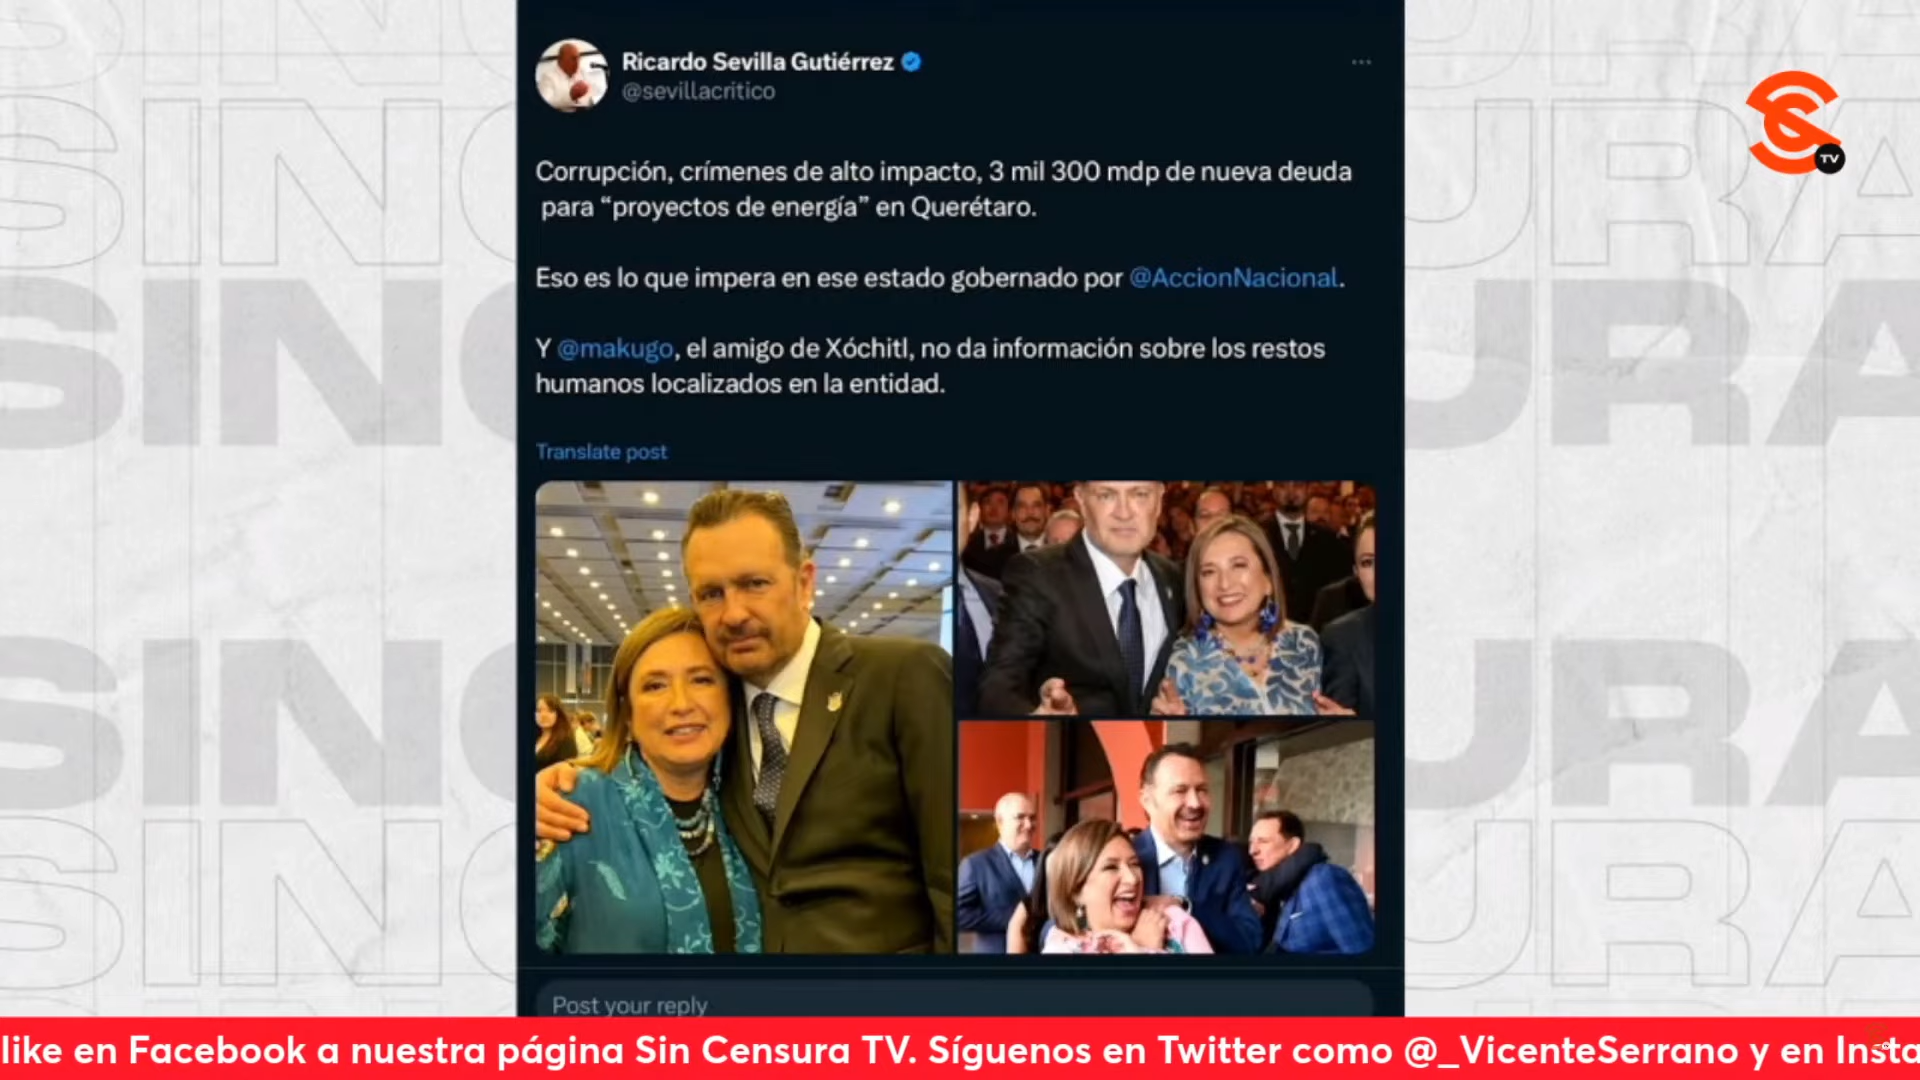 Ricardo Sevilla Gutiérrez
@sevillacritico
TV
Corrupción, crímenes de alto impacto, 3 mil 300 mdp de nueva deuda
para “proyectos de energía” en Querétaro.
Eso es lo que impera en ese estado gobernado por @AccionNacional.
Y @makugo, el amigo de Xóchitl, no da información sobre los restos
humanos localizados en la entidad.
Translate post
Post your reply
like en Facebook a nuestra página Sin Censura TV. Síguenos en Twitter como @_VicenteSerrano y en Insta